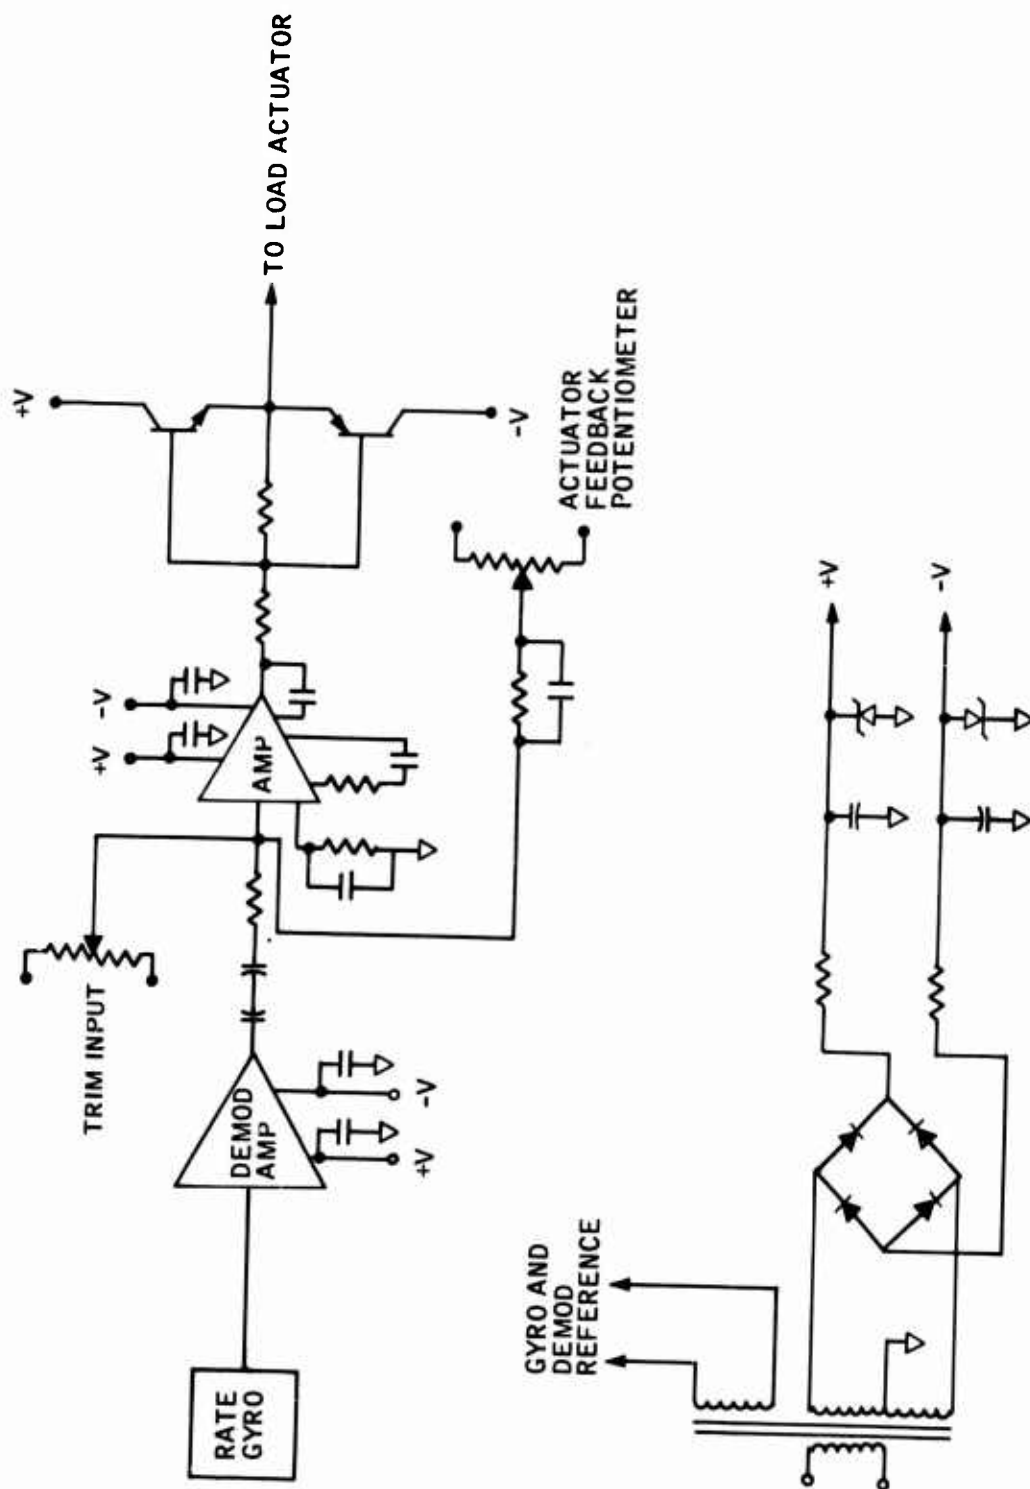 RATE
GYRO
DEMOD
AMP
+V
-V
TRIM INPUT
AMP
+V
-V
+V
-V
TO LOAD ACTUATOR
ACTUATOR
FEEDBACK
POTENTIOMETER
GYRO AND
DEMOD
REFERENCE
+V
-V